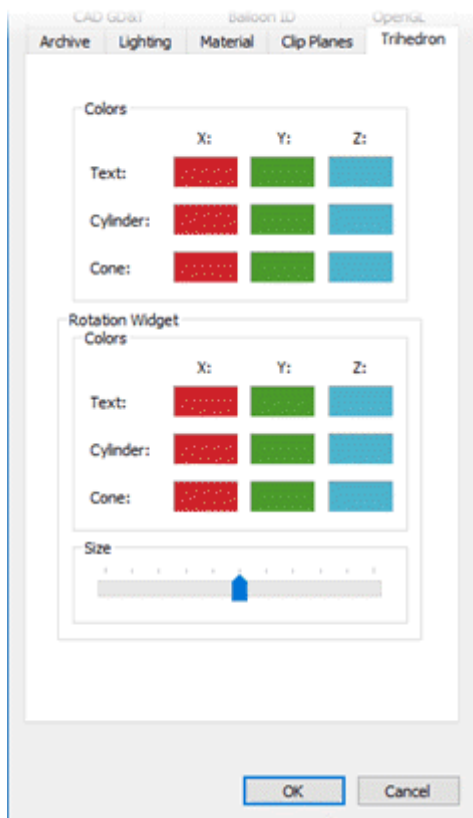 CAD GD&T Balloon ID OpenGL
Archive Lighting Material Clip Planes Trihedron
Colors
X: Y: Z:
Text:
Cylinder:
Cone:
Rotation Widget
Colors
X: Y: Z:
Text:
Cylinder:
Cone:
Size
OK Cancel